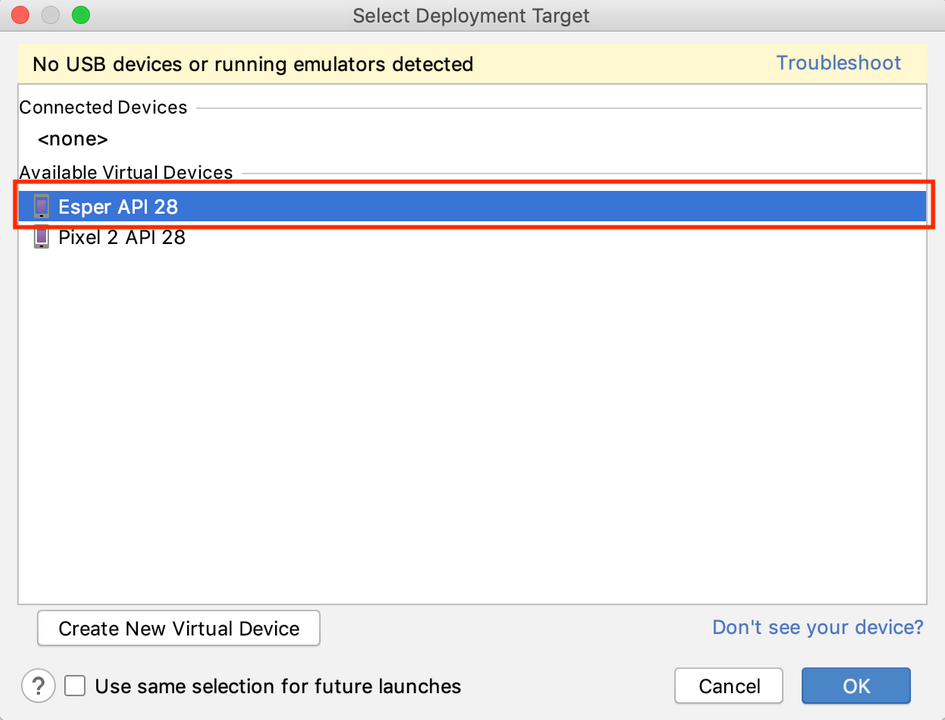 Select Deployment Target
No USB devices or running emulators detected
Troubleshoot
Connected Devices
<none>
Available Virtual Devices
Esper API 28
Pixel 2 API 28
Create New Virtual Device
Don't see your device?
?
Use same selection for future launches
Cancel
OK